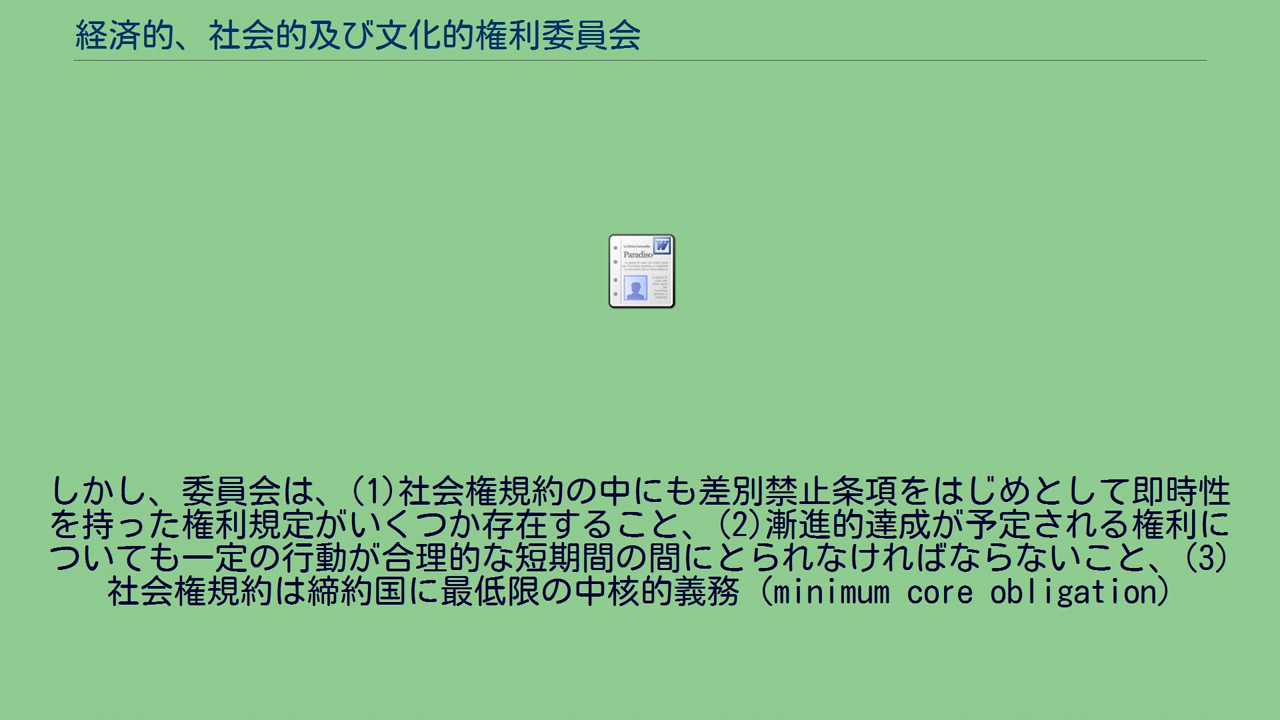 経済的、社会的及び文化的権利委員会
Paradiso
W
しかし、委員会は、(1)社会権規約の中にも差別禁止条項をはじめとして即時性
を持った権利規定がいくつか存在すること、(2)漸進的達成が予定される権利に
ついても一定の行動が合理的な短期間の間にとられなければならないこと、(3)
社会権規約は締約国に最低限の中核的義務 (minimum core obligation)